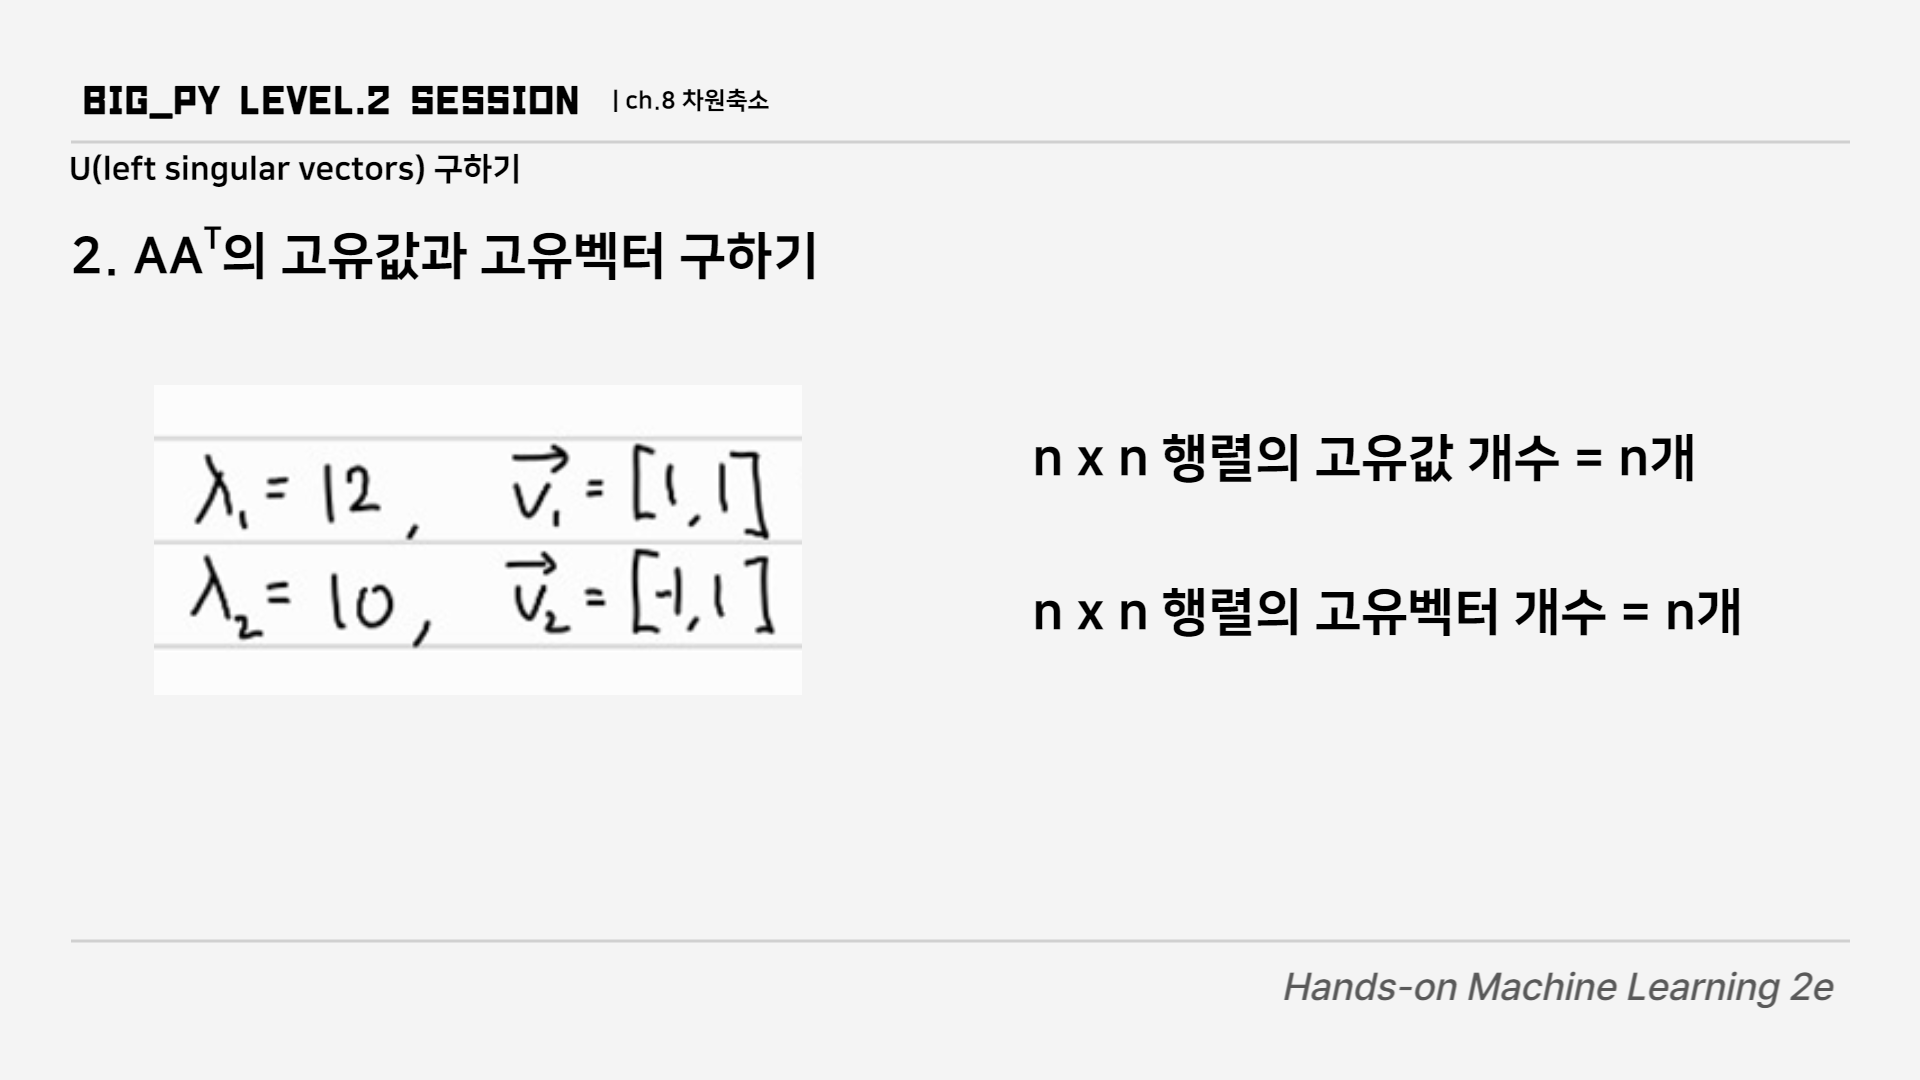 BIG_PY LEVEL.2 SESSION | ch.8 차원축소
U(left singular vectors) 구하기
2. AAᵀ의 고유값과 고유벡터 구하기
λ₁ = 12, v₁⃗ = [1, 1]
λ₂ = 10, v₂⃗ = [-1, 1]
n x n 행렬의 고유값 개수 = n개
n x n 행렬의 고유벡터 개수 = n개
Hands-on Machine Learning 2e